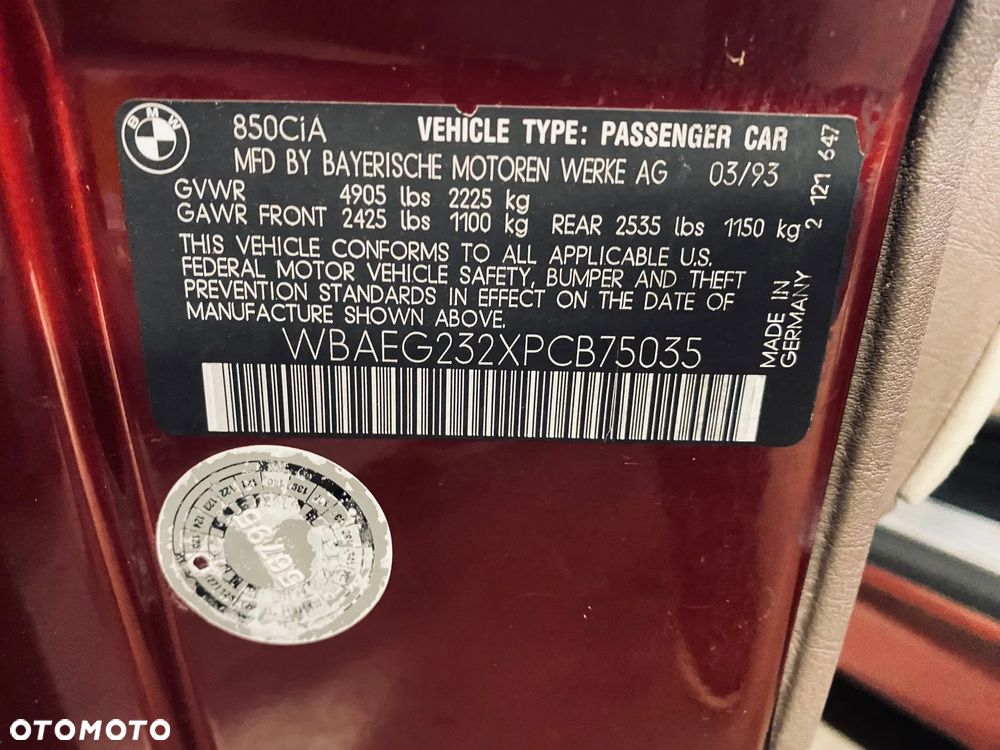 BMW
850CiA VEHICLE TYPE: PASSENGER CAR
MFD BY BAYERISCHE MOTOREN WERKE AG 03/93
GVWR 4905 lbs 2225 kg
GAWR FRONT 2425 lbs 1100 kg REAR 2535 lbs 1150 kg
THIS VEHICLE CONFORMS TO ALL APPLICABLE U.S.
FEDERAL MOTOR VEHICLE SAFETY, BUMPER AND THEFT
PREVENTION STANDARDS IN EFFECT ON THE DATE OF
MANUFACTURE SHOWN ABOVE.
WBAEG232XPCB75035
MADE IN
GERMANY
2 121 647
OTOMOTO